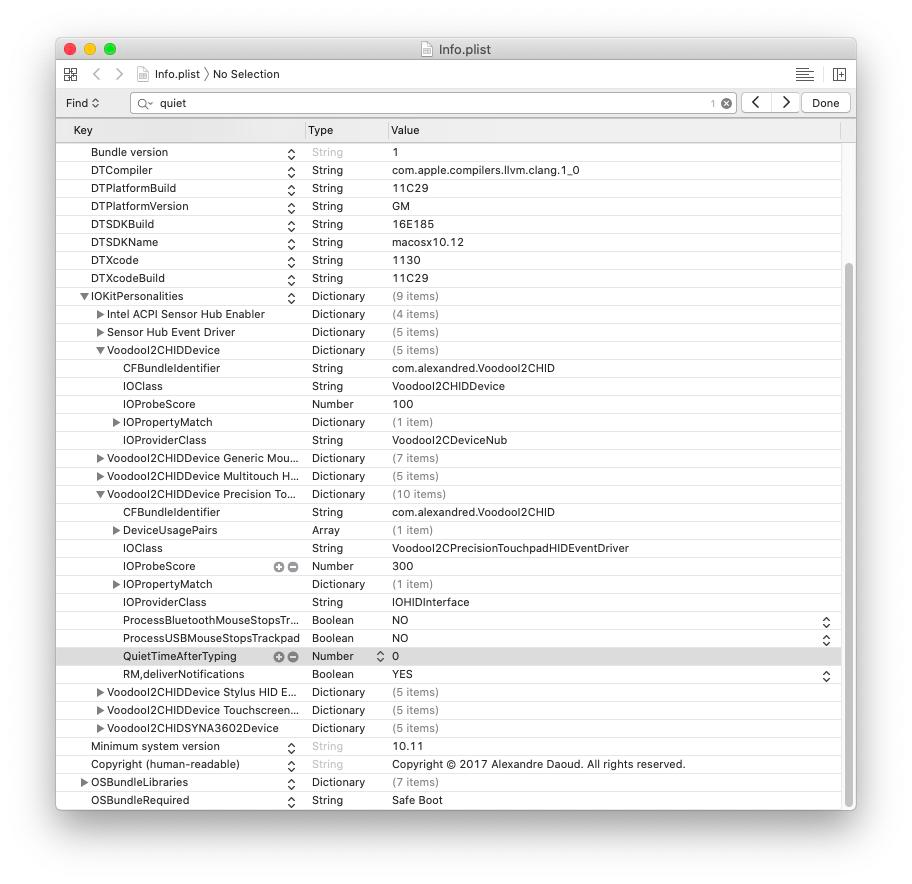 Info.plist
Info.plist No Selection
Find quiet 1 Done
Key Type Value
Bundle version String 1
DTCompiler String com.apple.compilers.llvm.clang.1_0
DTPlatformBuild String 11C29
DTPlatformVersion String GM
DTSDKBuild String 16E185
DTSDKName String macosx10.12
DTXcode String 1130
DTXcodeBuild String 11C29
IOKitPersonalities Dictionary (9 items)
Intel ACPI Sensor Hub Enabler Dictionary (4 items)
Sensor Hub Event Driver Dictionary (5 items)
VoodooI2CHIDDevice Dictionary (5 items)
CFBundleIdentifier String com.alexandred.VoodooI2CHID
IOClass String VoodooI2CHIDDevice
IOProbeScore Number 100
IOPropertyMatch Dictionary (1 item)
IOProviderClass String VoodooI2CDeviceNub
VoodooI2CHIDDevice Generic Mou... Dictionary (7 items)
VoodooI2CHIDDevice Multitouch H... Dictionary (5 items)
VoodooI2CHIDDevice Precision To... Dictionary (10 items)
CFBundleIdentifier String com.alexandred.VoodooI2CHID
DeviceUsagePairs Array (1 item)
IOClass String VoodooI2CPrecisionTouchpadHIDEventDriver
IOProbeScore Number 300
IOPropertyMatch Dictionary (1 item)
IOProviderClass String IOHIDInterface
ProcessBluetoothMouseStopsTr... Boolean NO
ProcessUSBMouseStopsTrackpad Boolean NO
QuietTimeAfterTyping Number 0
RM,deliverNotifications Boolean YES
VoodooI2CHIDDevice Stylus HID E... Dictionary (5 items)
VoodooI2CHIDDevice Touchscreen... Dictionary (5 items)
VoodooI2CHIDSYNA3602Device Dictionary (5 items)
Minimum system version String 10.11
Copyright (human-readable) String Copyright © 2017 Alexandre Daoud. All rights reserved.
OSBundleLibraries Dictionary (7 items)
OSBundleRequired String Safe Boot